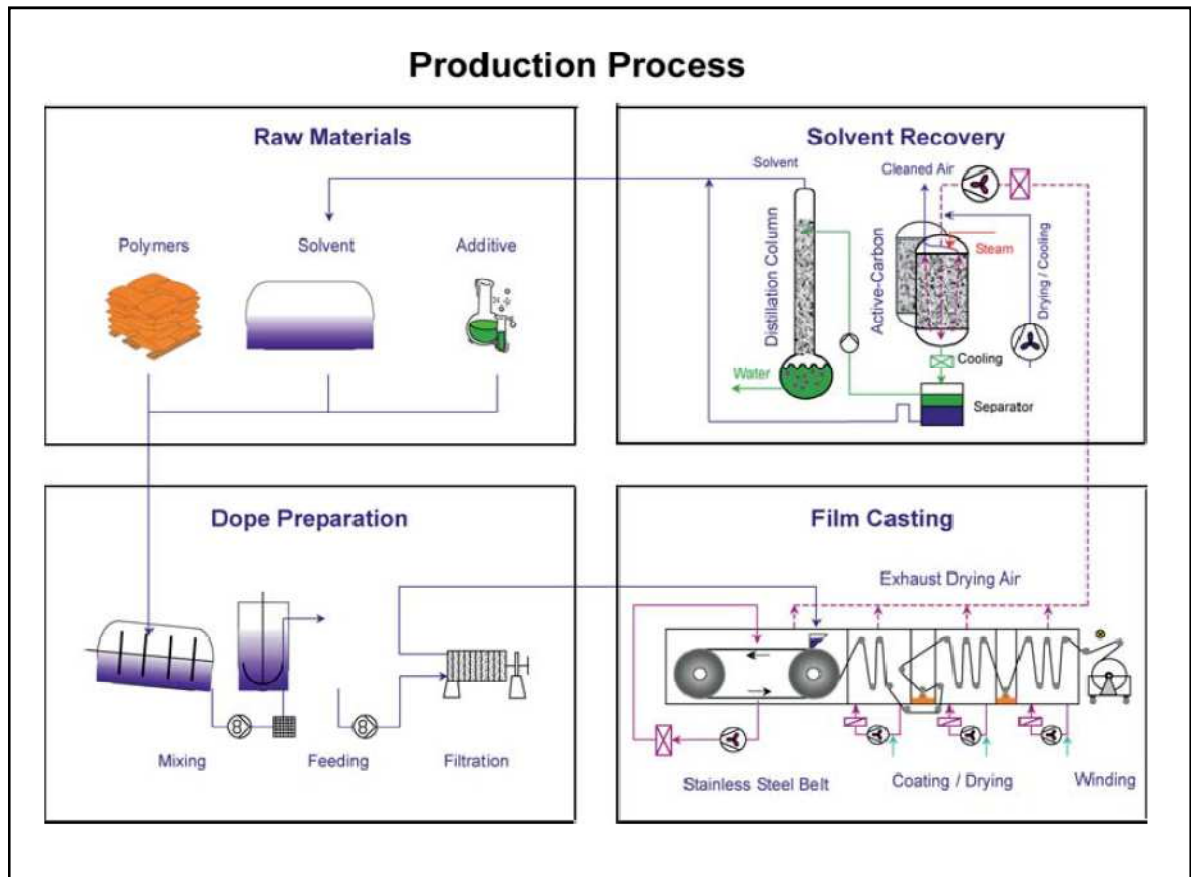 Production Process
Raw Materials
Polymers
Solvent
Additive
Solvent Recovery
Solvent
Cleaned Air
Distillation Column
Active-Carbon
Steam
Drying / Cooling
Cooling
Water
Separator
Dope Preparation
Mixing
Feeding
Filtration
Film Casting
Exhaust Drying Air
Stainless Steel Belt
Coating / Drying
Winding